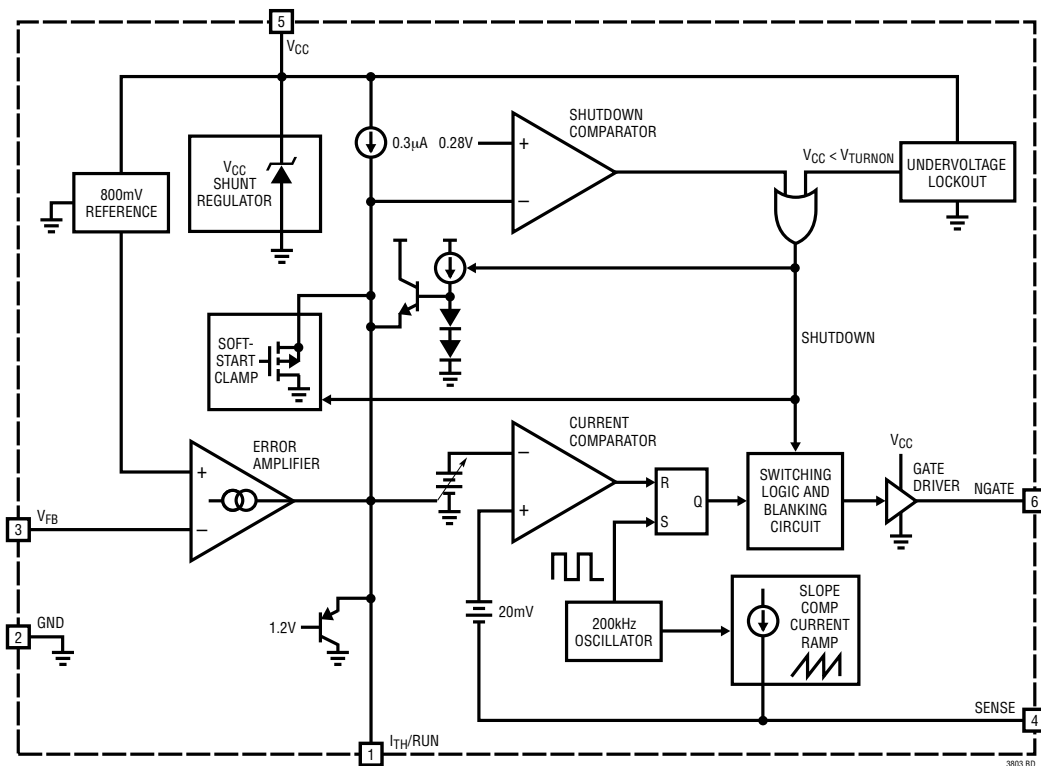 5
VCC
SHUTDOWN
COMPARATOR
0.3µA
0.28V
+
–
VCC < VTURNON
UNDERVOLTAGE
LOCKOUT
VCC
SHUNT
REGULATOR
800mV
REFERENCE
SOFT-
START
CLAMP
SHUTDOWN
ERROR
AMPLIFIER
+
–
CURRENT
COMPARATOR
–
+
R
S
Q
SWITCHING
LOGIC AND
BLANKING
CIRCUIT
VCC
GATE
DRIVER
NGATE
6
3
VFB
2
GND
1.2V
20mV
200kHz
OSCILLATOR
SLOPE
COMP
CURRENT
RAMP
SENSE
4
1
ITH/RUN
3803 BD